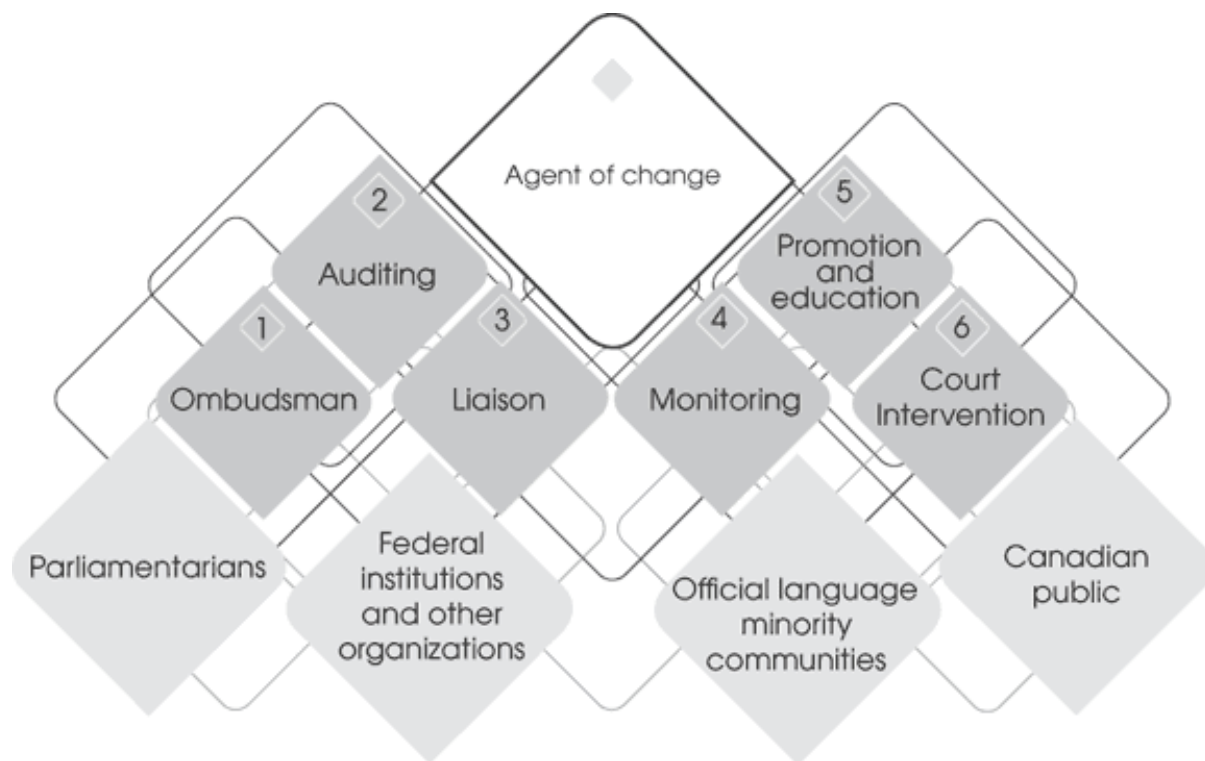 Agent of change
2
Auditing
5
Promotion
and
education
1
Ombudsman
3
Liaison
4
Monitoring
6
Court
Intervention
Parliamentarians
Federal
institutions
and other
organizations
Official language
minority
communities
Canadian
public